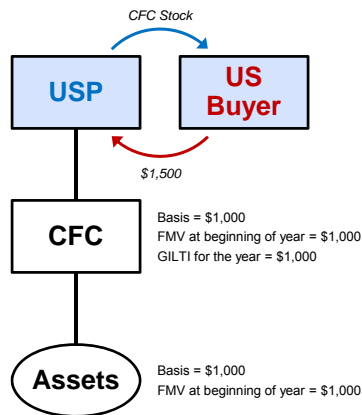 CFC Stock
USP
US
Buyer
$1,500
CFC
Basis = $1,000
FMV at beginning of year = $1,000
GILTI for the year = $1,000
Assets
Basis = $1,000
FMV at beginning of year = $1,000